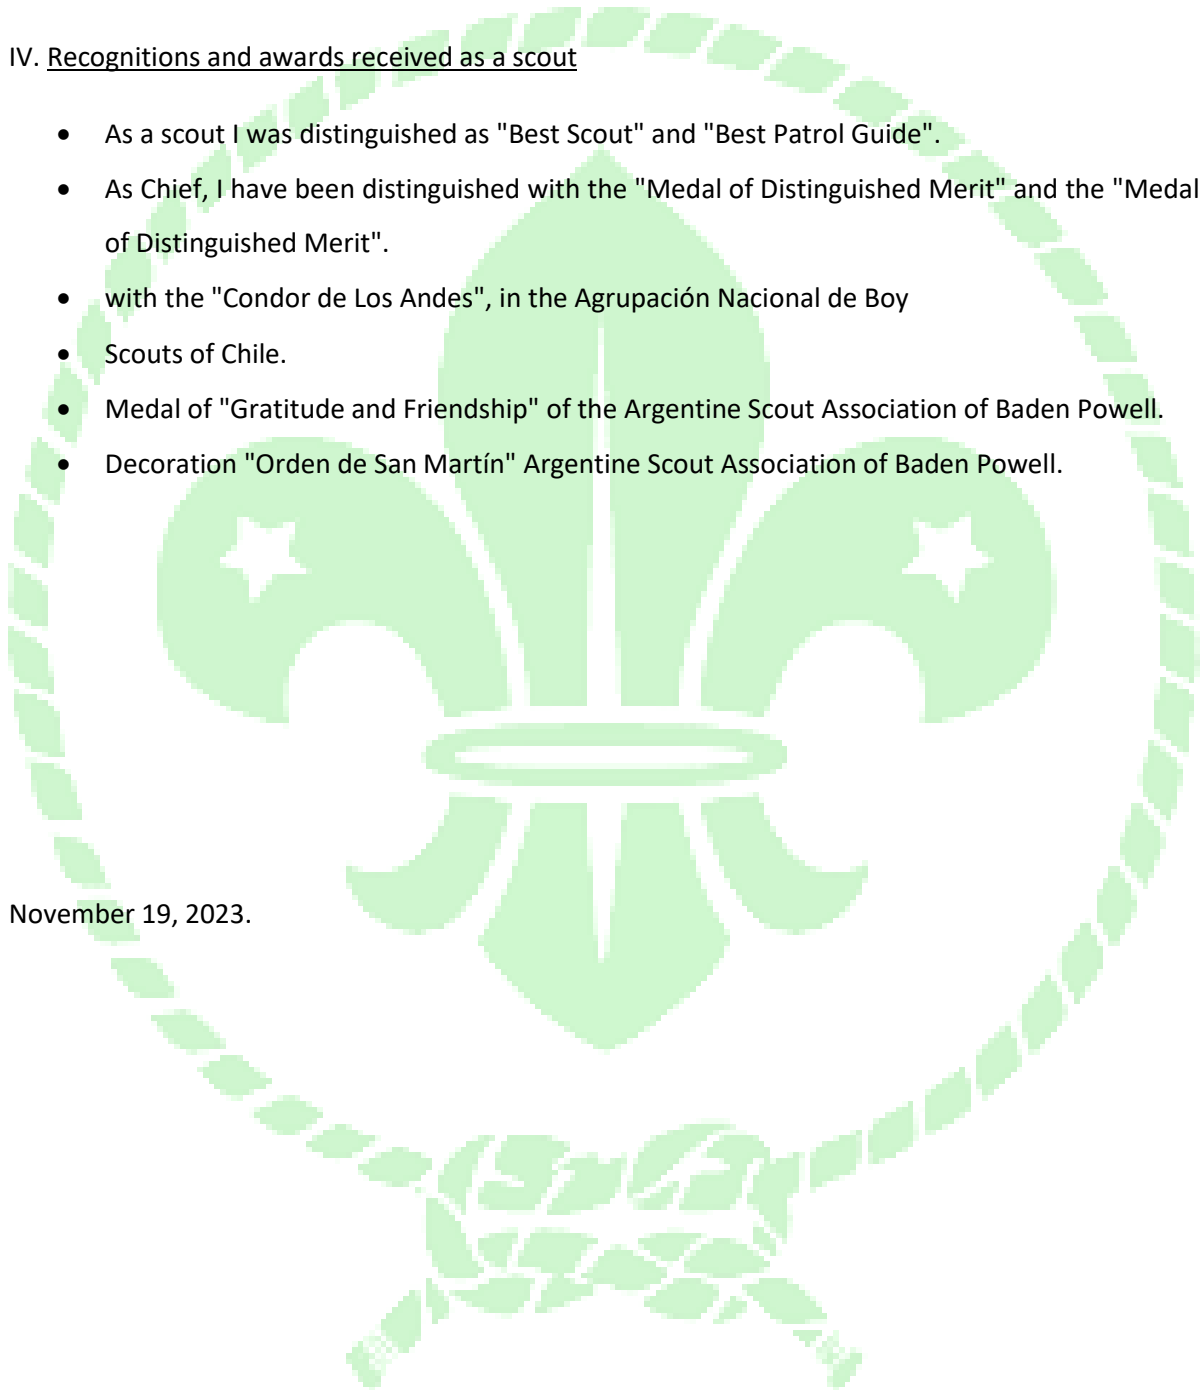 IV. Recognitions and awards received as a scout
• As a scout I was distinguished as "Best Scout" and "Best Patrol Guide".
• As Chief, I have been distinguished with the "Medal of Distinguished Merit" and the "Medal
of Distinguished Merit".
• with the "Condor de Los Andes", in the Agrupación Nacional de Boy
• Scouts of Chile.
• Medal of "Gratitude and Friendship" of the Argentine Scout Association of Baden Powell.
• Decoration "Orden de San Martín" Argentine Scout Association of Baden Powell.
November 19, 2023.